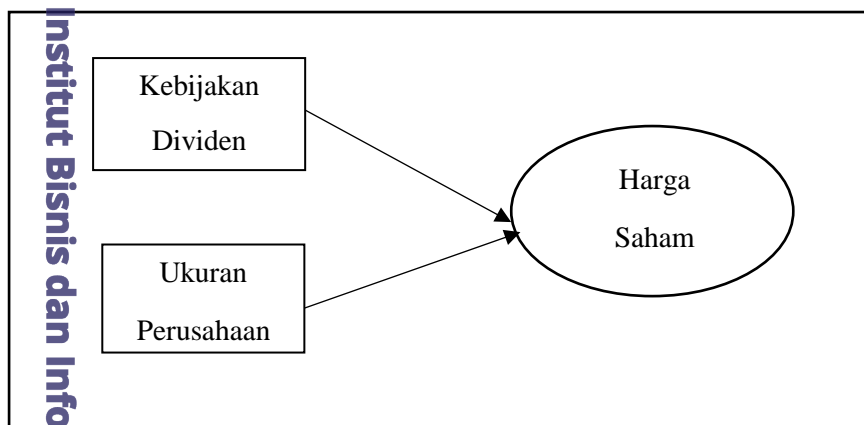 Institut Bisnis dan Info
Kebijakan
Dividen
Ukuran
Perusahaan
Harga
Saham